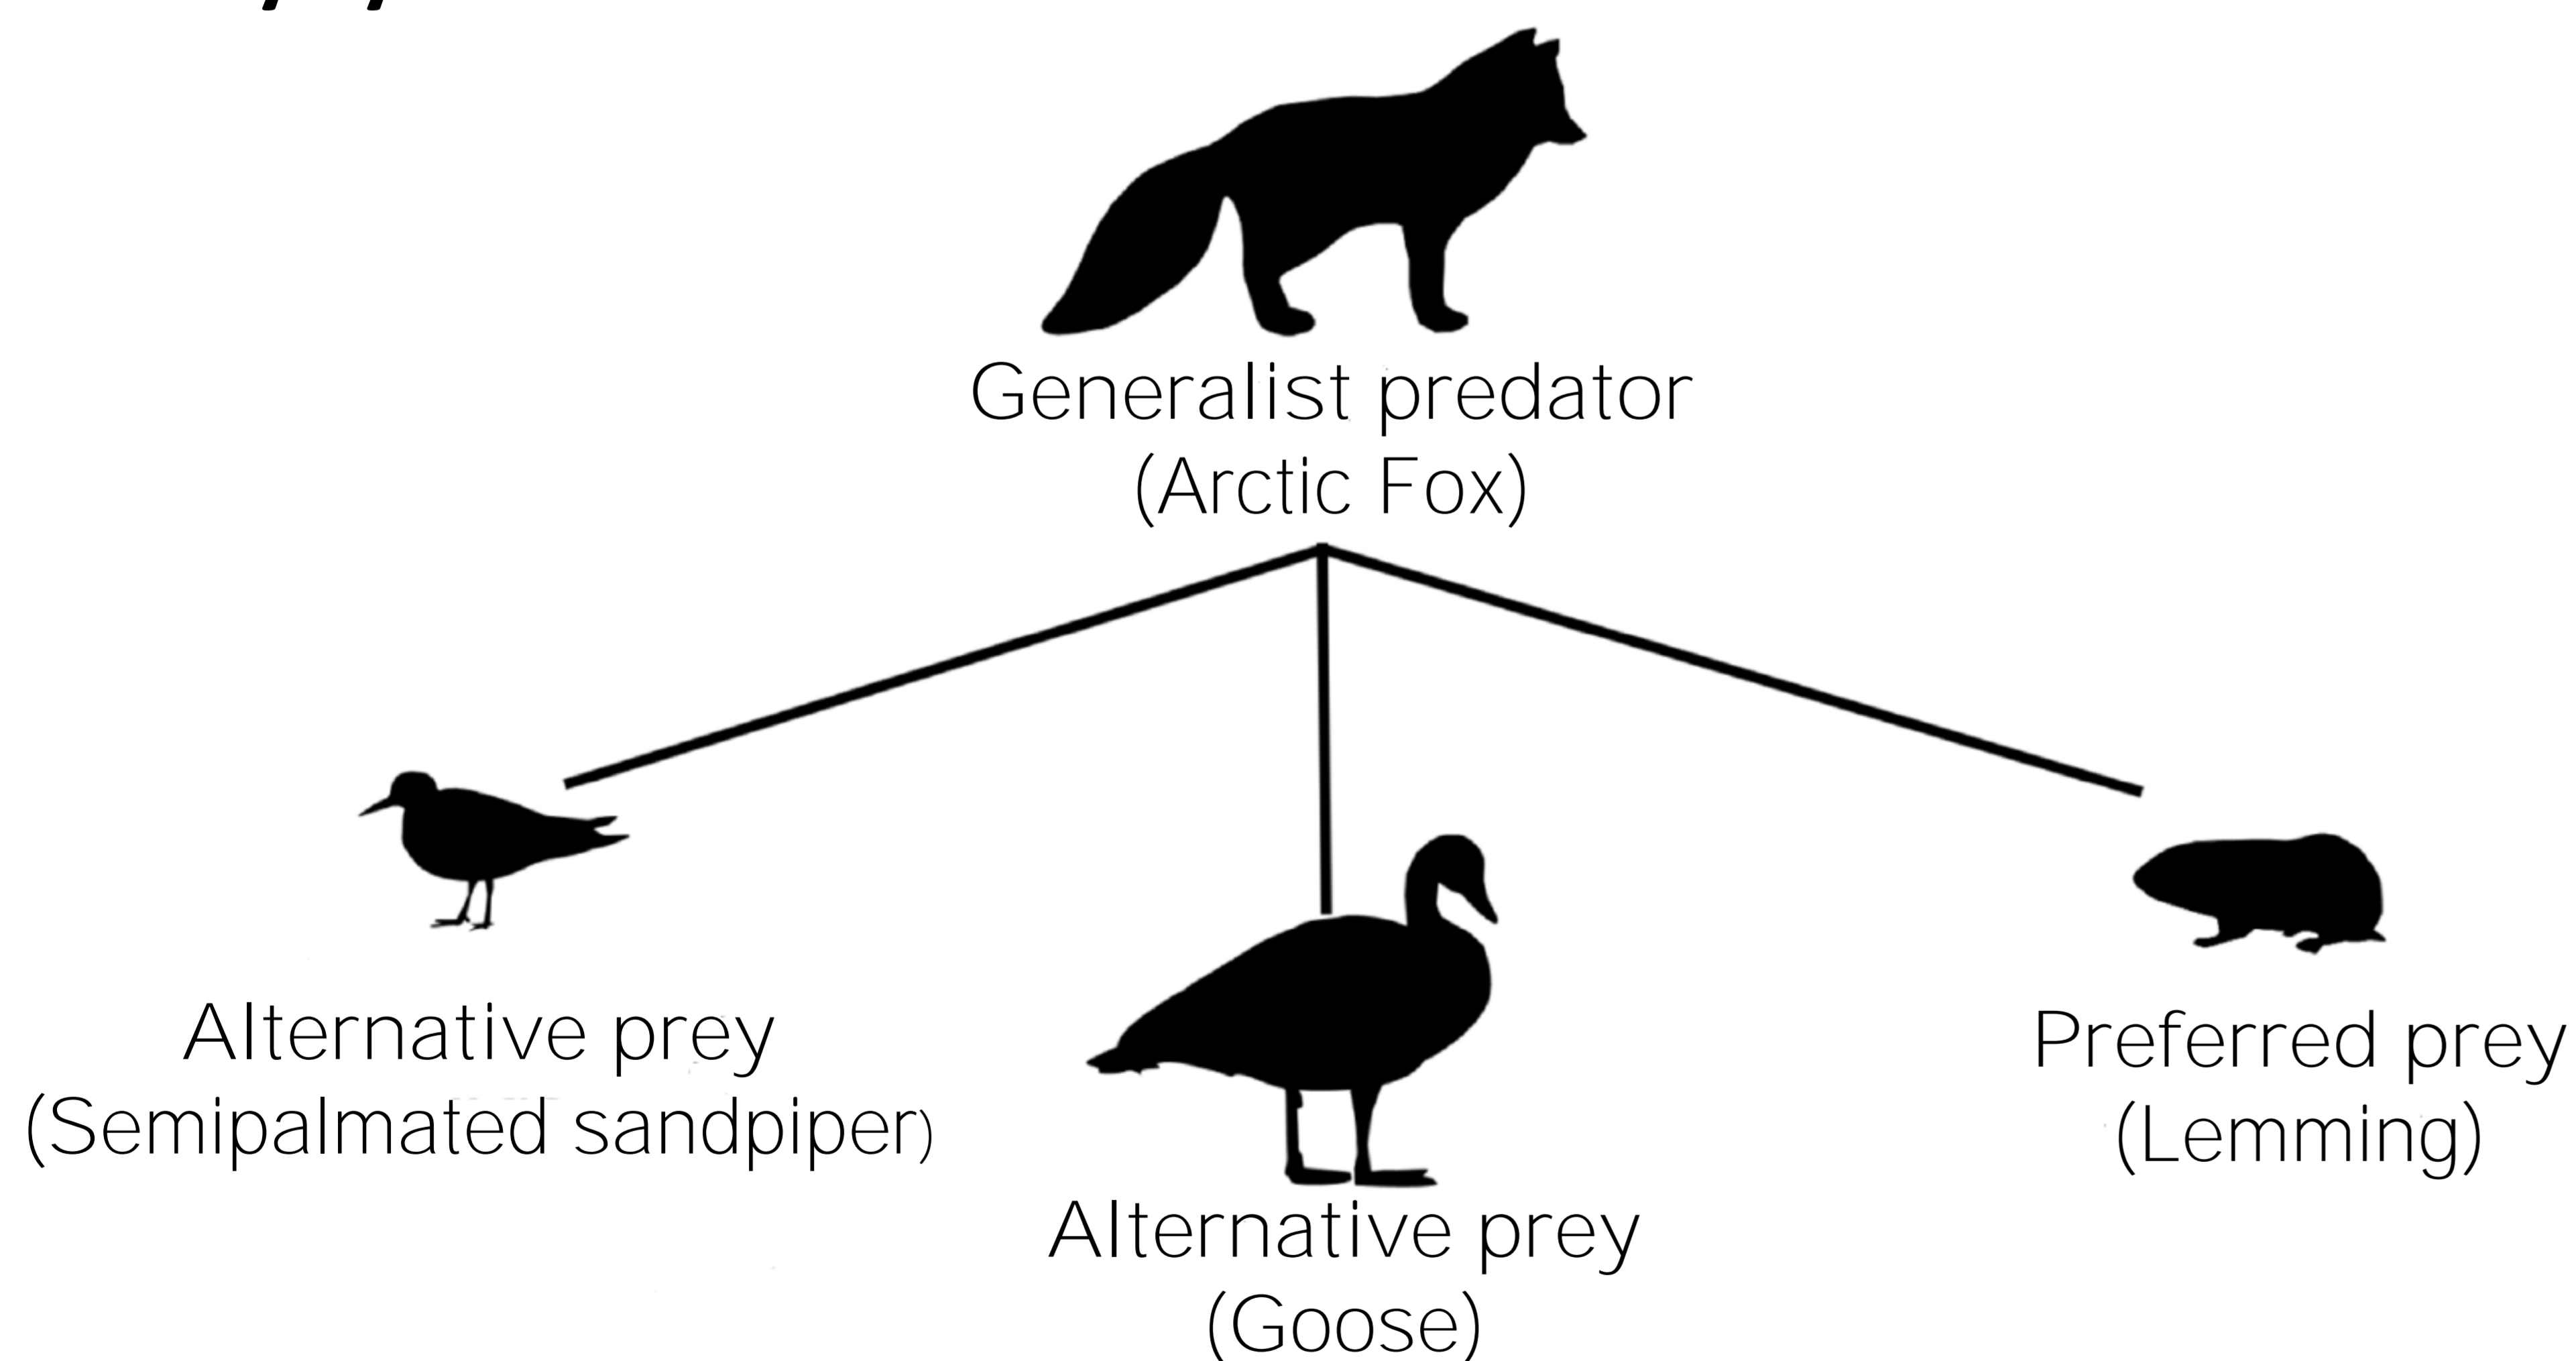 Generalist predator
(Arctic Fox)
Alternative prey
(Semipalmated sandpiper)
Alternative prey
(Goose)
Preferred prey
(Lemming)